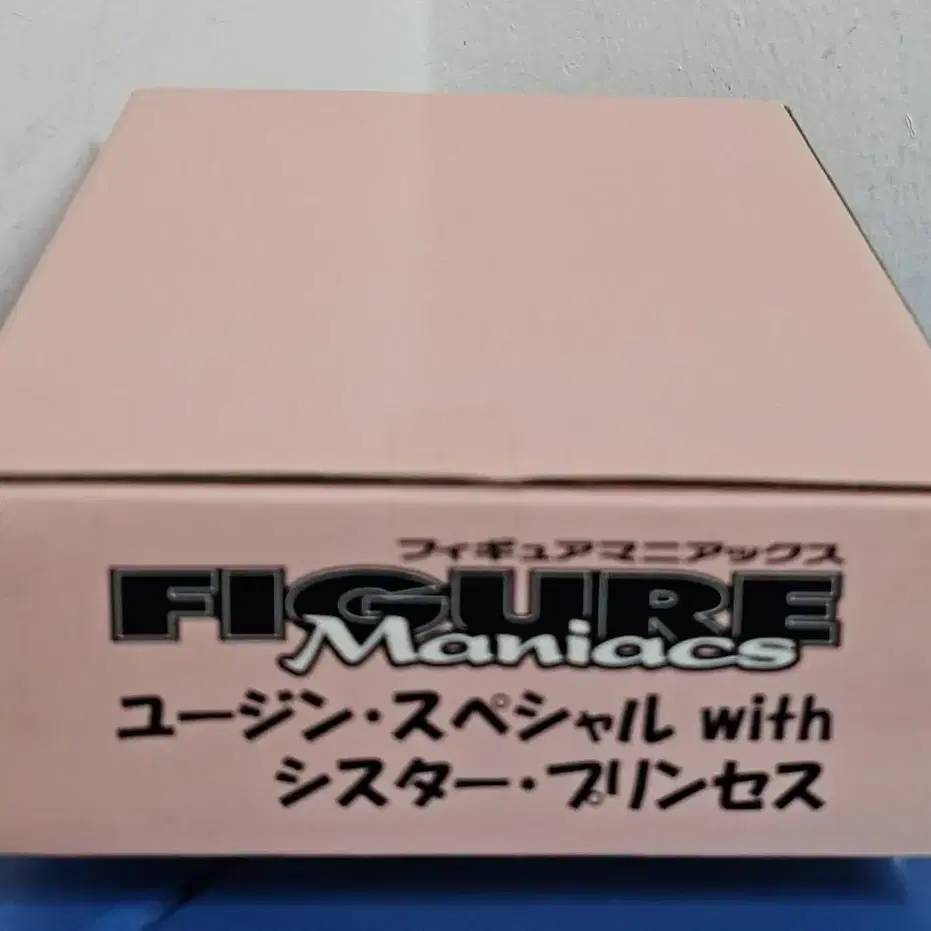 フィギュアマニアックス
FIGURE
Maniacs
ユージン・スペシャル with
シスター・プリンセス